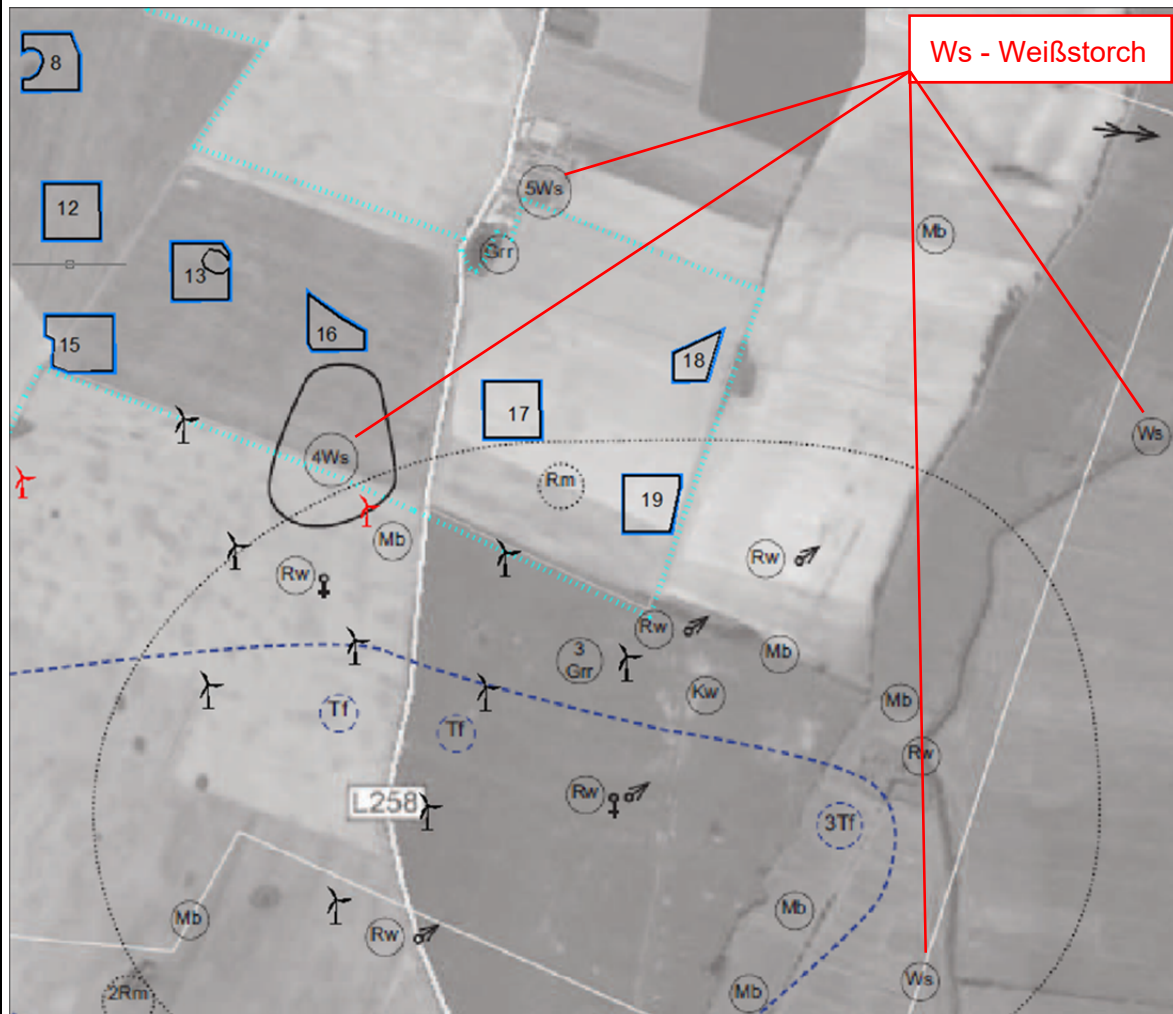 Ws - Weißstorch
8
5Ws
12
Mb
Grr
13
16
15
18
17
Ws
4Ws
Rm
19
Mb
Rw
Rw
Rw
3
Grr
Mb
Kw
Mb
Tf
Tf
Rw
Rw
L258
3Tf
Mb
Mb
Rw
Ws
2Rm
Mb